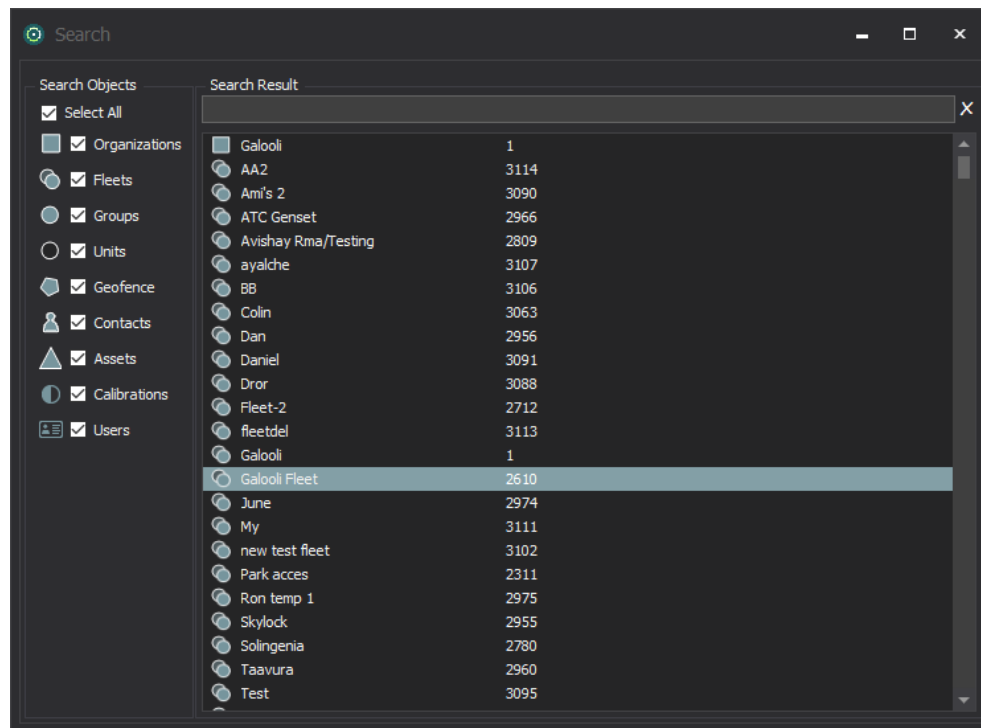 Search
Search Objects
Select All
Organizations
Fleets
Groups
Units
Geofence
Contacts
Assets
Calibrations
Users
Search Result
X
Galooli 1
AA2 3114
Ami's 2 3090
ATC Genset 2966
Avishay Rma/Testing 2809
ayalche 3107
BB 3106
Colin 3063
Dan 2956
Daniel 3091
Dror 3088
Fleet-2 2712
fleetdel 3113
Galooli 1
Galooli Fleet 2610
June 2974
My 3111
new test fleet 3102
Park acces 2311
Ron temp 1 2975
Skylock 2955
Solingenia 2780
Taavura 2960
Test 3095